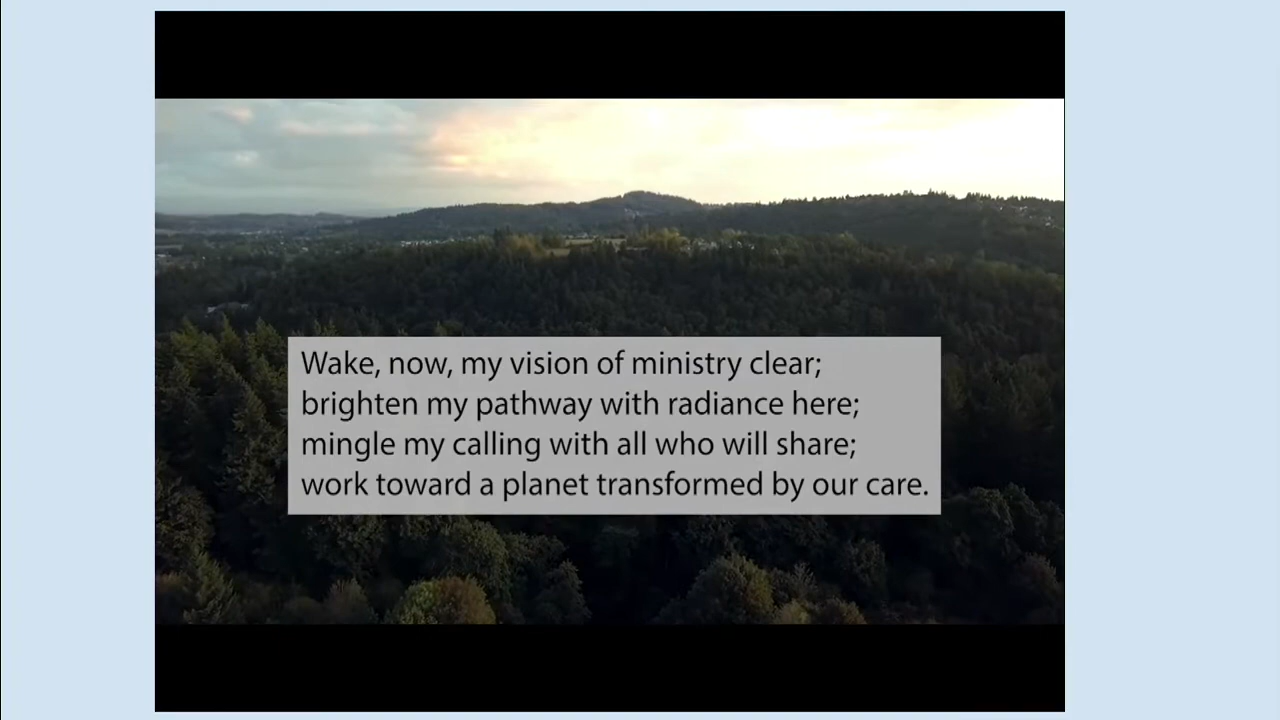 Wake, now, my vision of ministry clear;
brighten my pathway with radiance here;
mingle my calling with all who will share;
work toward a planet transformed by our care.